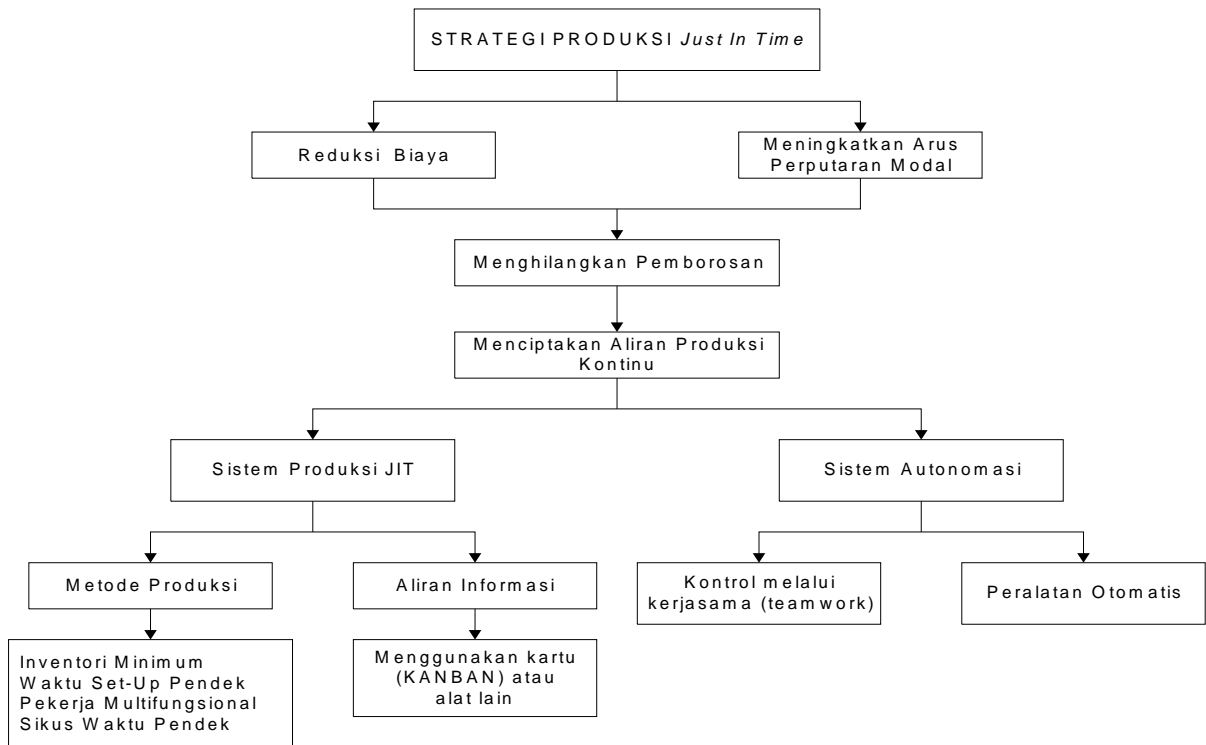 STRATEGI PRODUKSI Just In Time
Reduksi Biaya
Meningkatkan Arus
Perputaran Modal
Menghilangkan Pemborosan
Menciptakan Aliran Produksi
Kontinu
Sistem Produksi JIT
Sistem Autonomasi
Metode Produksi
Aliran Informasi
Kontrol melalui
kerjasama (teamwork)
Peralatan Otomatis
Inventori Minimum
Waktu Set-Up Pendek
Pekerja Multifungsional
Sikus Waktu Pendek
Menggunakan kartu
(KANBAN) atau
alat lain